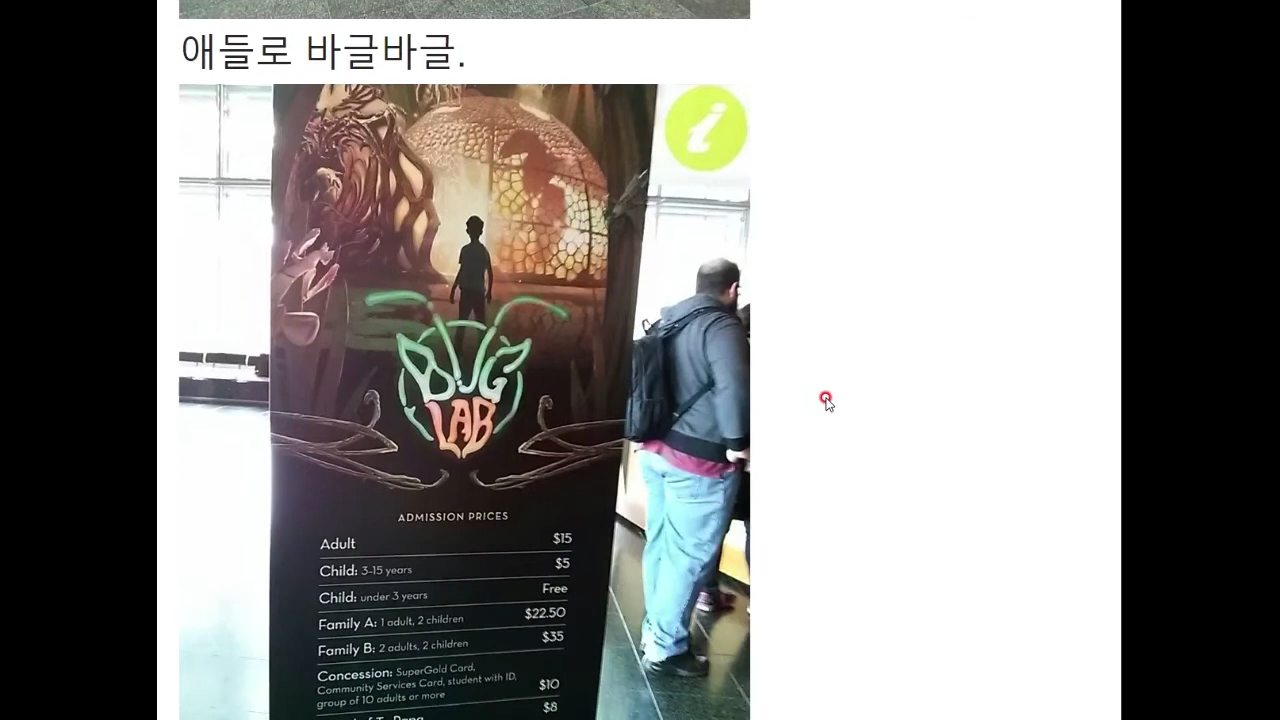 애들로 바글바글.
i
BUG
LAB
ADMISSION PRICES
Adult $15
Child: 3-15 years $5
Child: under 3 years Free
Family A: 1 adult, 2 children $22.50
Family B: 2 adults, 2 children $35
Concession: SuperGold Card,
Community Services Card, student with ID,
group of 10 adults or more $10
$8